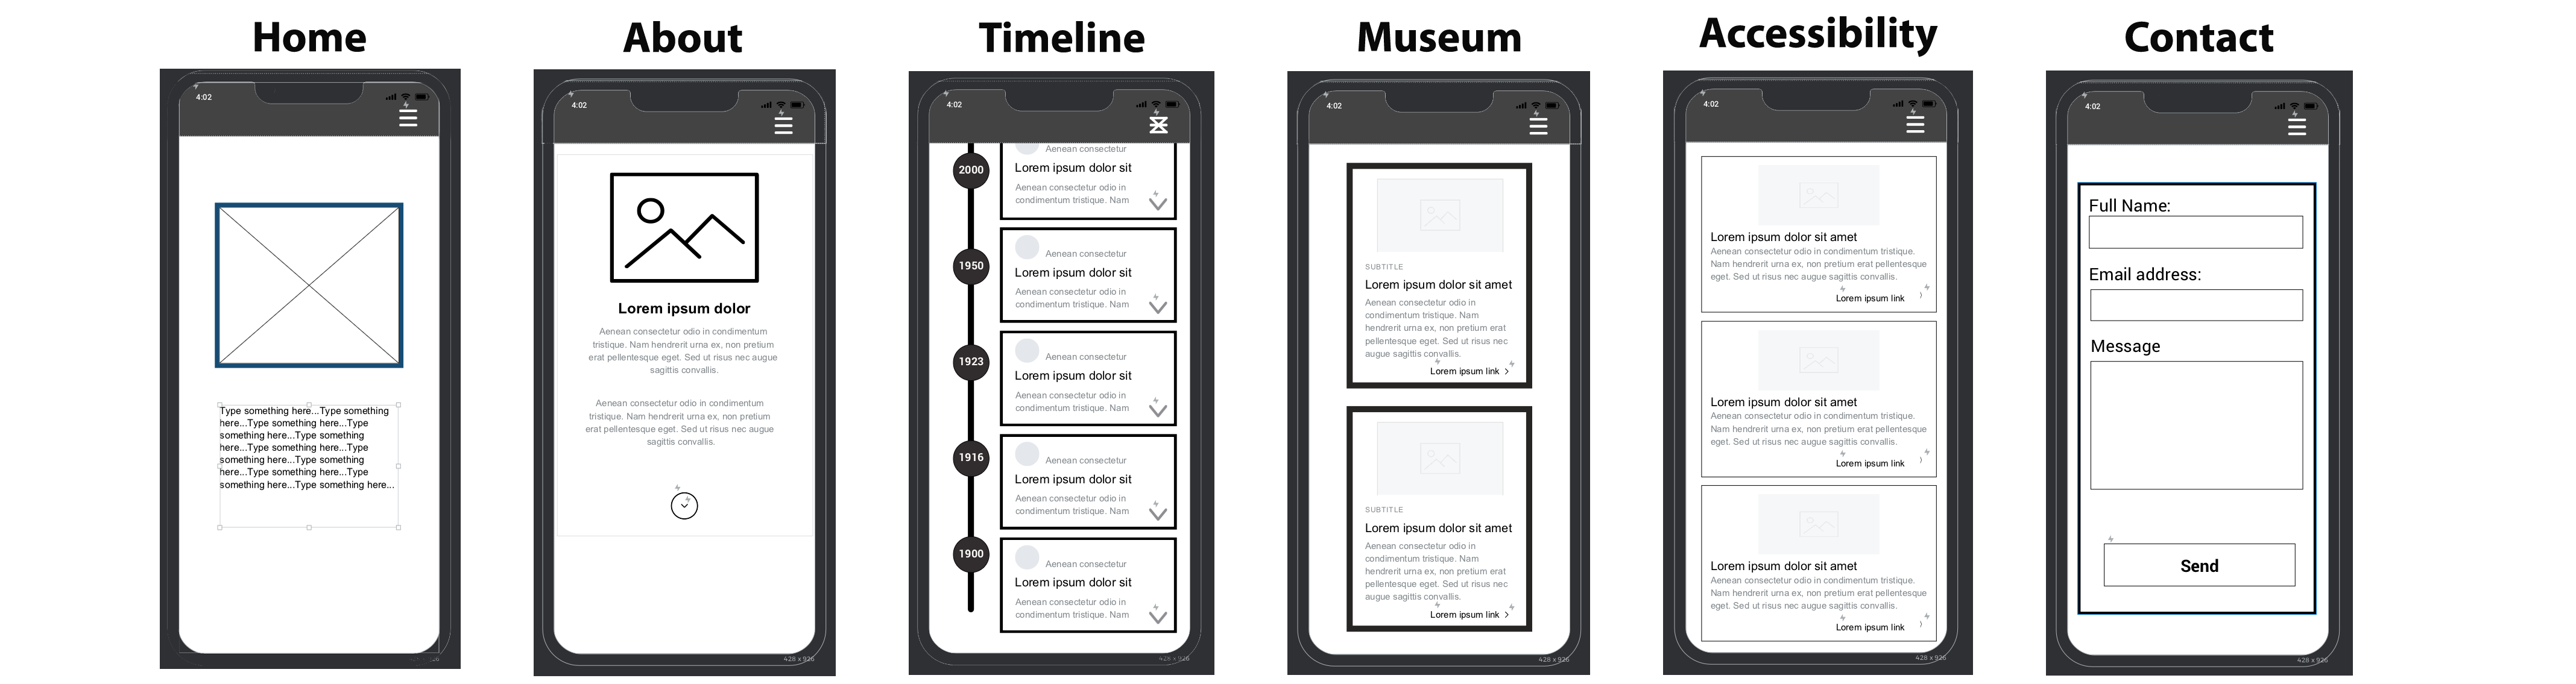 Home
4:02
Type something here...Type something
here...Type something here...Type
something here...Type something
here...Type something here...Type
something here...Type something
here...Type something here...Type
something here...Type something here...
About
4:02
Lorem ipsum dolor
Aenean consectetur odio in condimentum
tristique. Nam hendrerit urna ex, non pretium
erat pellentesque eget. Sed ut risus nec augue
sagittis convallis.
Aenean consectetur odio in condimentum
tristique. Nam hendrerit urna ex, non pretium
erat pellentesque eget. Sed ut risus nec augue
sagittis convallis.
428 x 926
Timeline
4:02
2000
Aenean consectetur
Lorem ipsum dolor sit
Aenean consectetur odio in
condimentum tristique. Nam
1950
Aenean consectetur
Lorem ipsum dolor sit
Aenean consectetur odio in
condimentum tristique. Nam
1923
Aenean consectetur
Lorem ipsum dolor sit
Aenean consectetur odio in
condimentum tristique. Nam
1916
Aenean consectetur
Lorem ipsum dolor sit
Aenean consectetur odio in
condimentum tristique. Nam
1900
Aenean consectetur
Lorem ipsum dolor sit
Aenean consectetur odio in
condimentum tristique. Nam
428 x 926
Museum
4:02
SUBTITLE
Lorem ipsum dolor sit amet
Aenean consectetur odio in
condimentum tristique. Nam
hendrerit urna ex, non pretium erat
pellentesque eget. Sed ut risus nec
augue sagittis convallis.
Lorem ipsum link
SUBTITLE
Lorem ipsum dolor sit amet
Aenean consectetur odio in
condimentum tristique. Nam
hendrerit urna ex, non pretium erat
pellentesque eget. Sed ut risus nec
augue sagittis convallis.
Lorem ipsum link
428 x 926
Accessibility
4:02
Lorem ipsum dolor sit amet
Aenean consectetur odio in condimentum tristique.
Nam hendrerit urna ex, non pretium erat pellentesque
eget. Sed ut risus nec augue sagittis convallis.
Lorem ipsum link
Lorem ipsum dolor sit amet
Aenean consectetur odio in condimentum tristique.
Nam hendrerit urna ex, non pretium erat pellentesque
eget. Sed ut risus nec augue sagittis convallis.
Lorem ipsum link
Lorem ipsum dolor sit amet
Aenean consectetur odio in condimentum tristique.
Nam hendrerit urna ex, non pretium erat pellentesque
eget. Sed ut risus nec augue sagittis convallis.
Lorem ipsum link
428 x 926
Contact
4:02
Full Name:
Email address:
Message
Send
428 x 926